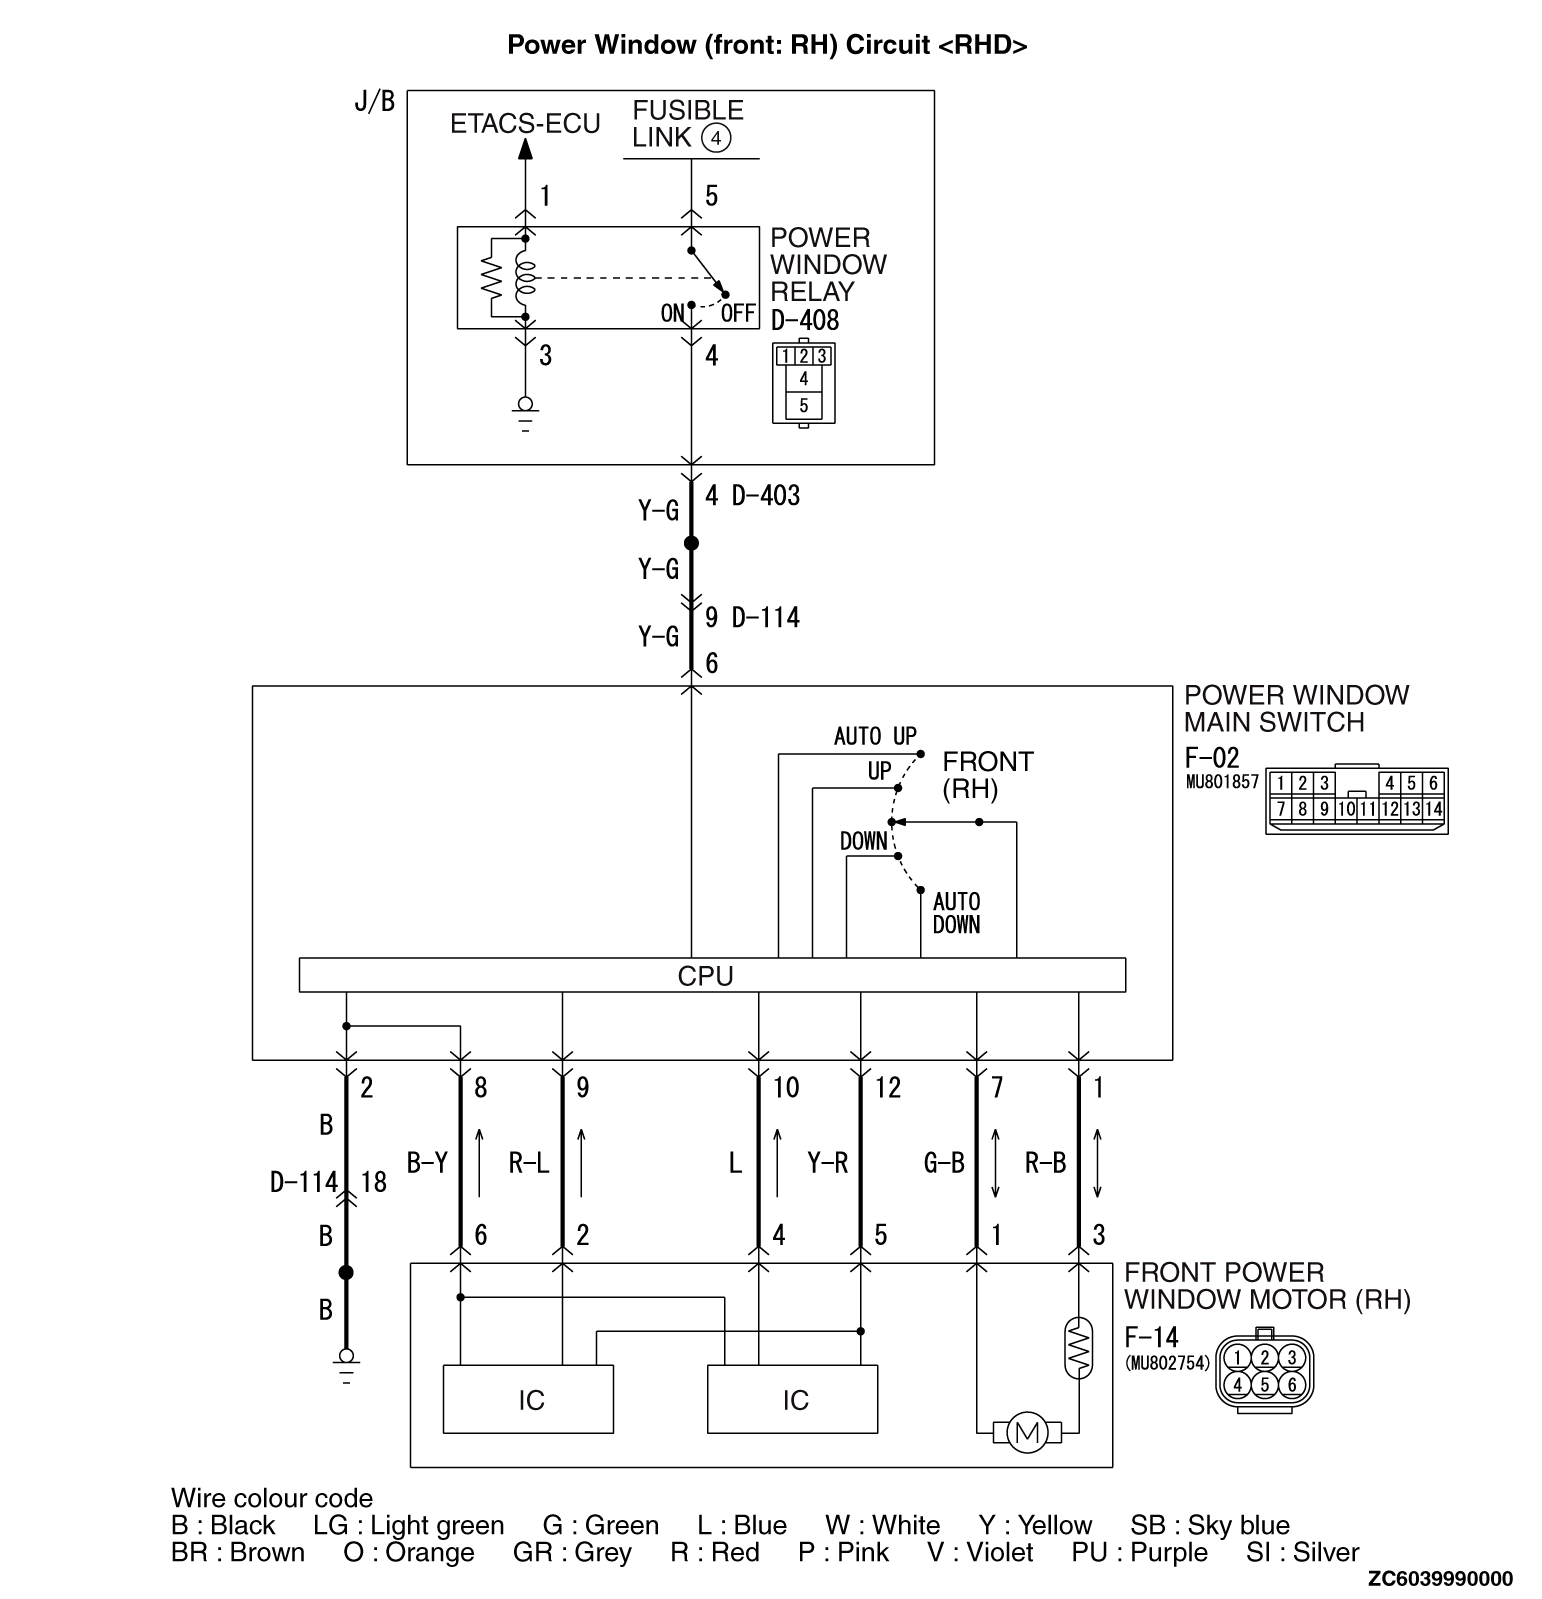 Power Window (front: RH) Circuit <RHD>
J/B
ETACS-ECU
FUSIBLE
LINK 4
1
5
POWER
WINDOW
RELAY
D-408
ON OFF
3
4
1 2 3
4
5
4 D-403
Y-G
Y-G
9 D-114
Y-G
6
POWER WINDOW
MAIN SWITCH
F-02
MU801857
1 2 3 4 5 6
7 8 9 10 11 12 13 14
AUTO UP
UP
FRONT
(RH)
DOWN
AUTO
DOWN
CPU
2 8 9 10 12 7 1
B
B-Y R-L L Y-R G-B R-B
D-114 18
B
6 2 4 5 1 3
B
FRONT POWER
WINDOW MOTOR (RH)
F-14
(MU802754)
1 2 3
4 5 6
IC IC
M
Wire colour code
B : Black LG : Light green G : Green L : Blue W : White Y : Yellow SB : Sky blue
BR : Brown O : Orange GR : Grey R : Red P : Pink V : Violet PU : Purple SI : Silver
ZC6039990000